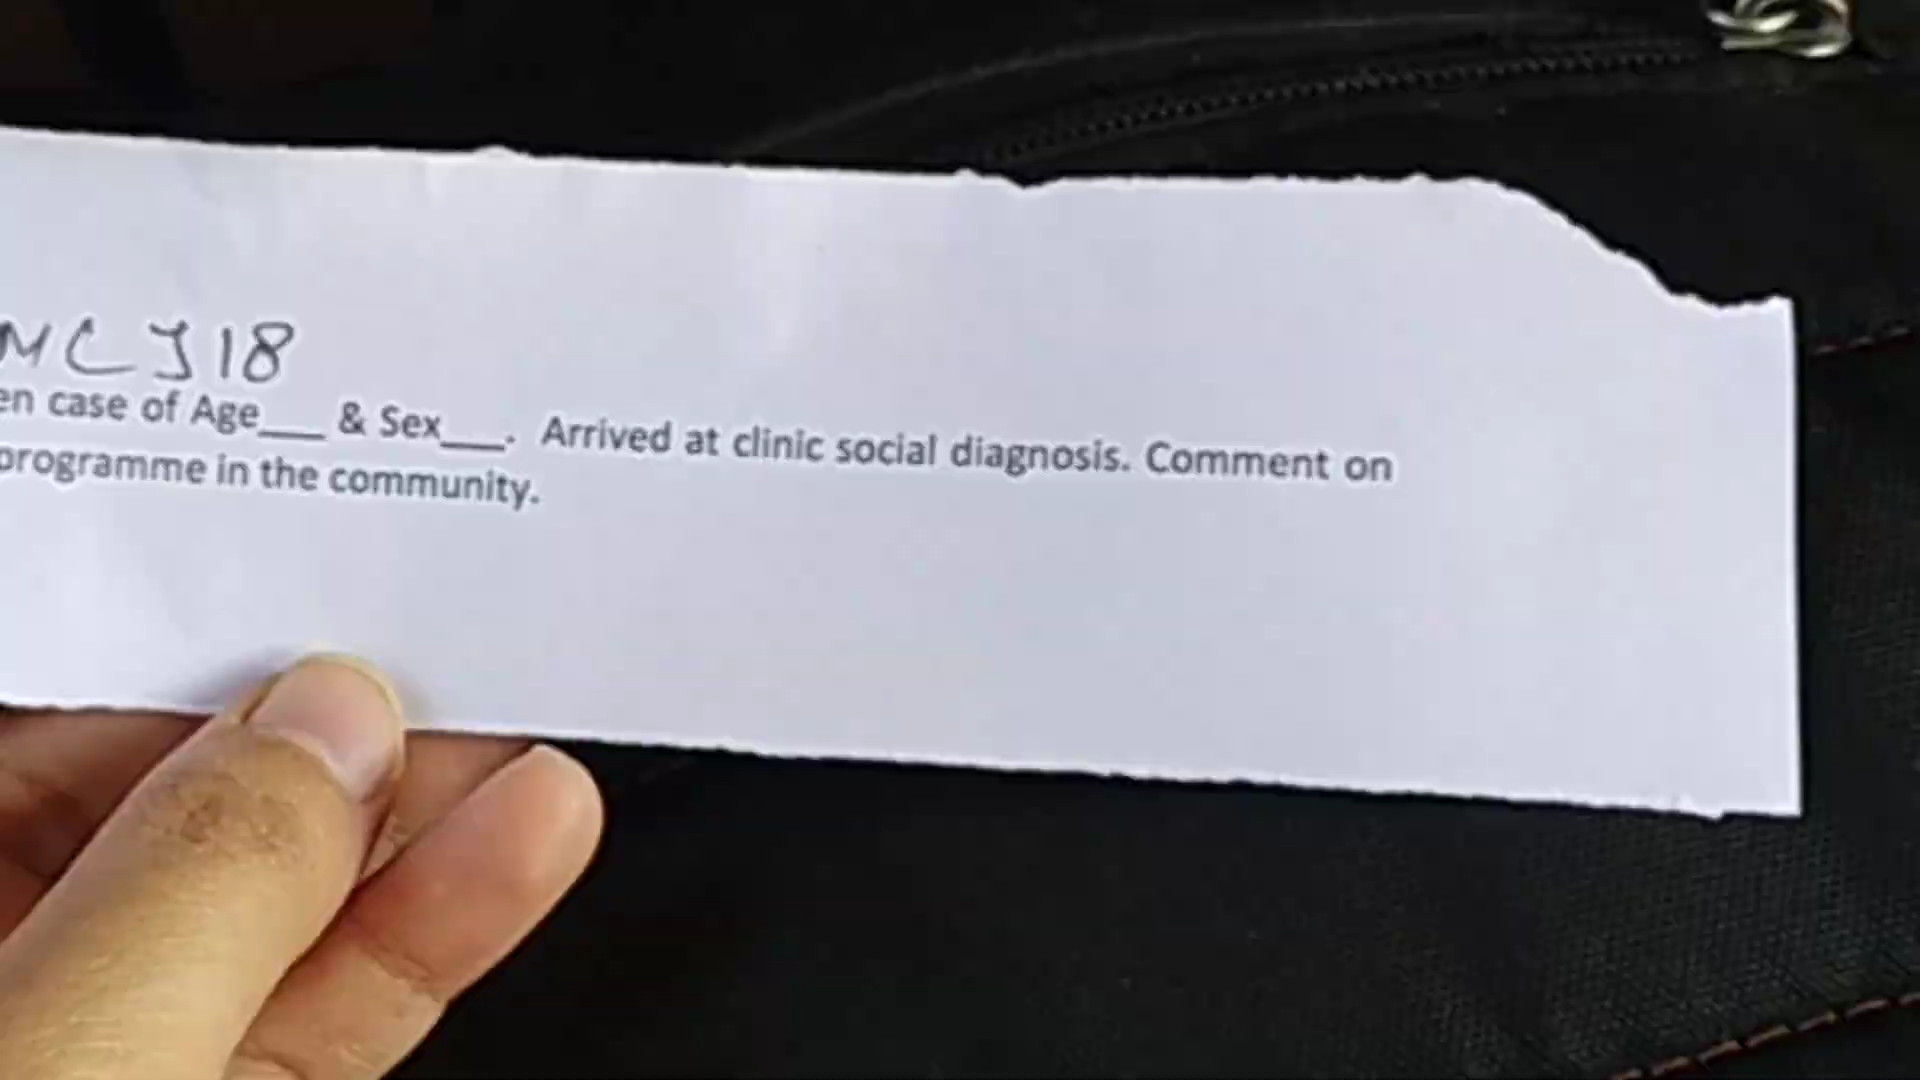 MCJ18
en case of Age___ & Sex___. Arrived at clinic social diagnosis. Comment on
programme in the community.